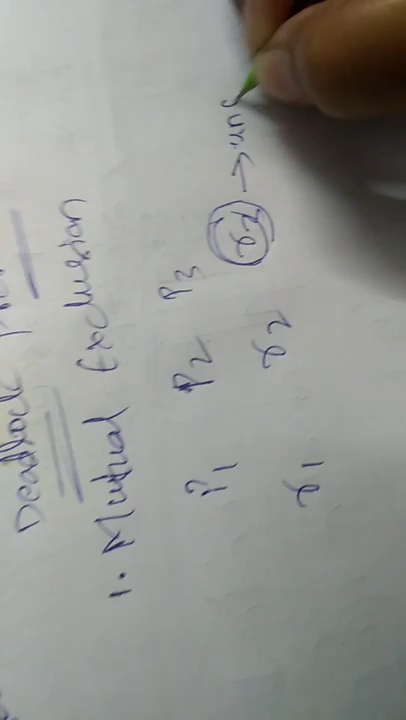 Deadlock
1. Mutual Exclusion
P1 P2 P3
r1 r2 r3 →